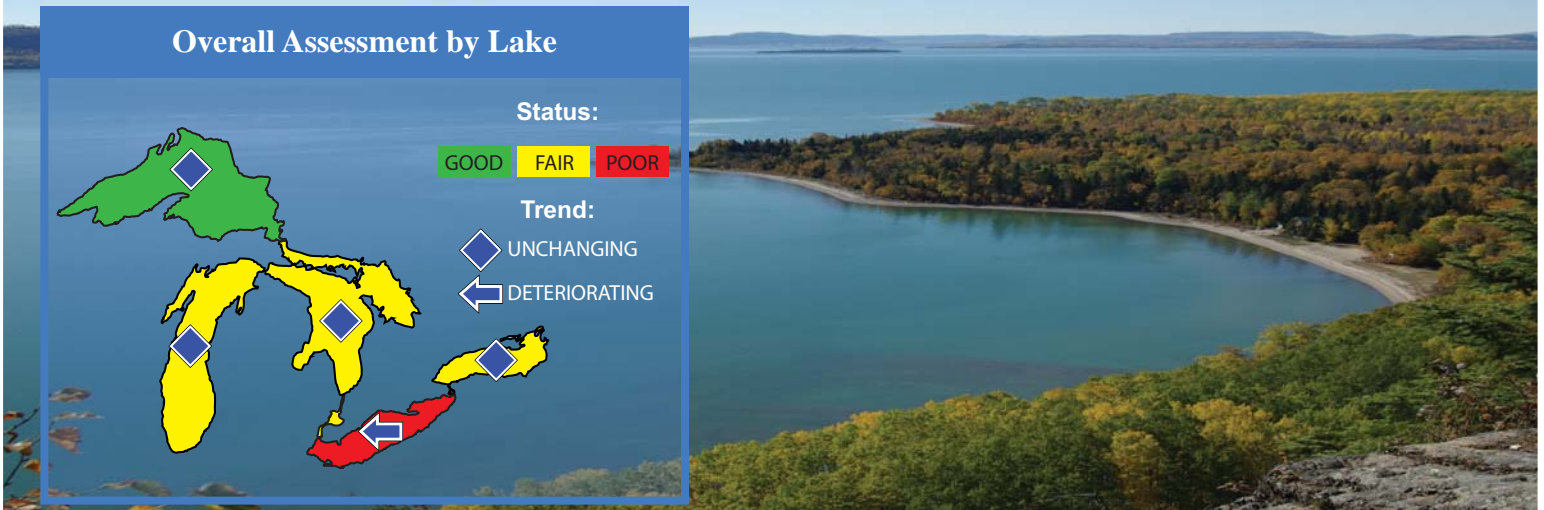 Overall Assessment by Lake
Status:
GOOD FAIR POOR
Trend:
UNCHANGING
DETERIORATING